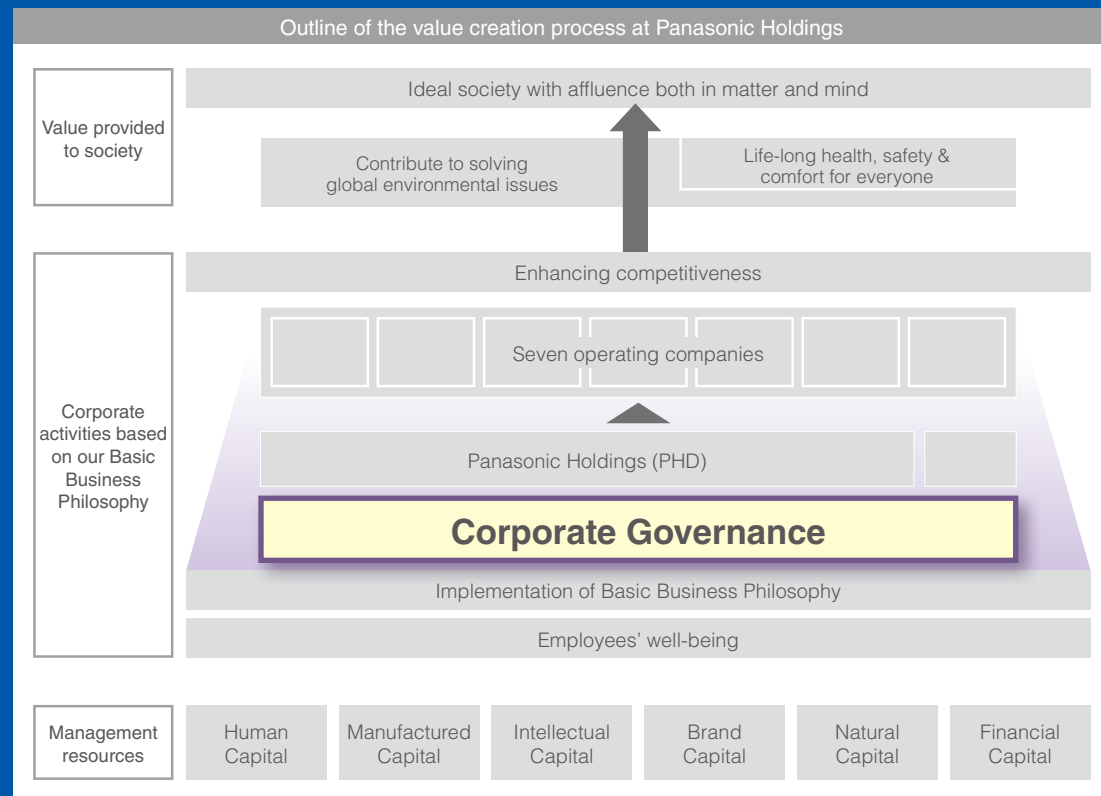 Outline of the value creation process at Panasonic Holdings
Value provided
to society
Ideal society with affluence both in matter and mind
Contribute to solving
global environmental issues
Life-long health, safety &
comfort for everyone
Corporate
activities based
on our Basic
Business
Philosophy
Enhancing competitiveness
Seven operating companies
Panasonic Holdings (PHD)
Corporate Governance
Implementation of Basic Business Philosophy
Employees’ well-being
Management
resources
Human
Capital
Manufactured
Capital
Intellectual
Capital
Brand
Capital
Natural
Capital
Financial
Capital